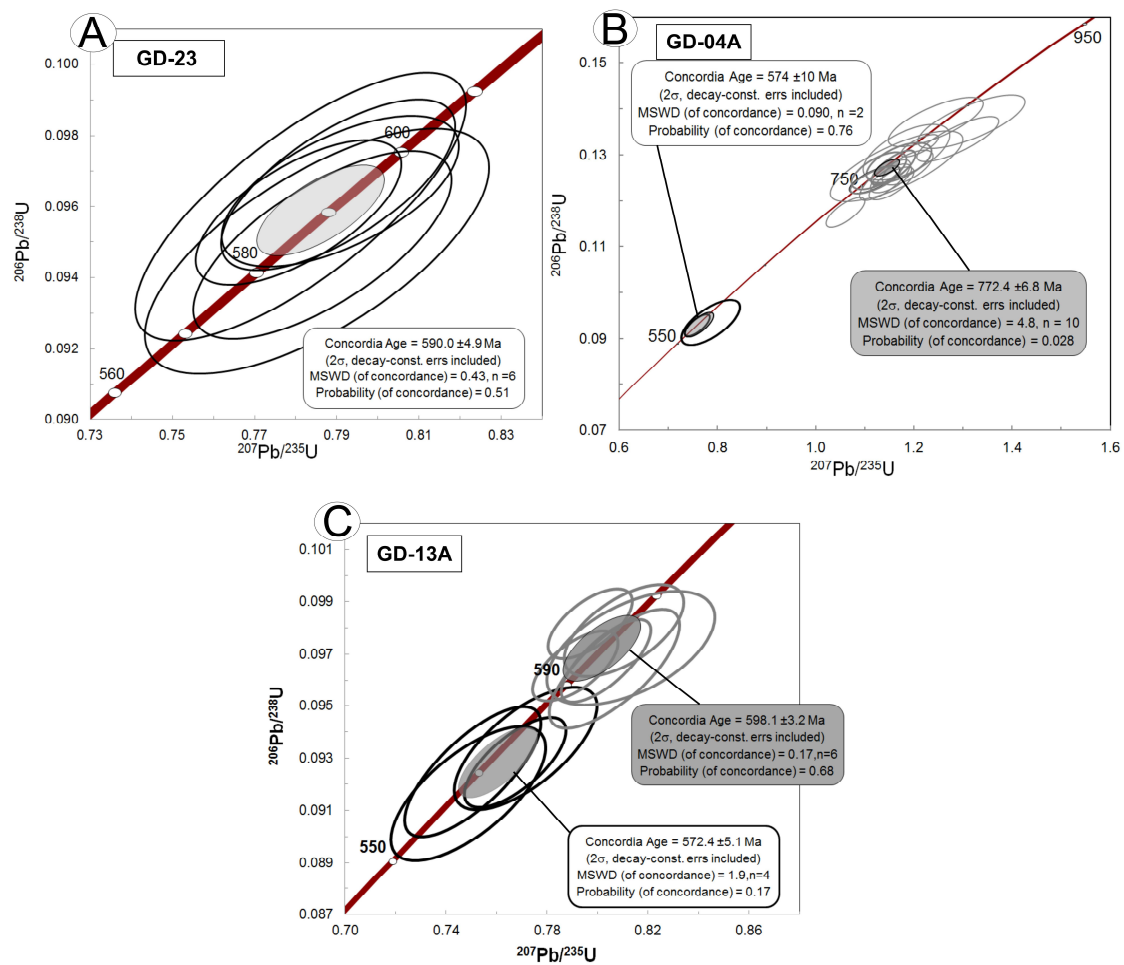 A
GD-23
0.100
0.098
0.096
0.094
0.092
0.090
206Pb/238U
600
580
560
Concordia Age = 590.0 ±4.9 Ma
(2σ, decay-const. errs included)
MSWD (of concordance) = 0.43, n =6
Probability (of concordance) = 0.51
0.73
0.75
0.77
0.79
0.81
0.83
207Pb/235U
B
GD-04A
950
0.15
0.13
0.11
0.09
0.07
206Pb/238U
Concordia Age = 574 ±10 Ma
(2σ, decay-const. errs included)
MSWD (of concordance) = 0.090, n =2
Probability (of concordance) = 0.76
750
550
Concordia Age = 772.4 ±6.8 Ma
(2σ, decay-const. errs included)
MSWD (of concordance) = 4.8, n = 10
Probability (of concordance) = 0.028
0.6
0.8
1.0
1.2
1.4
1.6
207Pb/235U
C
GD-13A
0.101
0.099
0.097
0.095
0.093
0.091
0.089
0.087
206Pb/238U
590
550
Concordia Age = 598.1 ±3.2 Ma
(2σ, decay-const. errs included)
MSWD (of concordance) = 0.17,n=6
Probability (of concordance) = 0.68
Concordia Age = 572.4 ±5.1 Ma
(2σ, decay-const. errs included)
MSWD (of concordance) = 1.9,n=4
Probability (of concordance) = 0.17
0.70
0.74
0.78
0.82
0.86
207Pb/235U